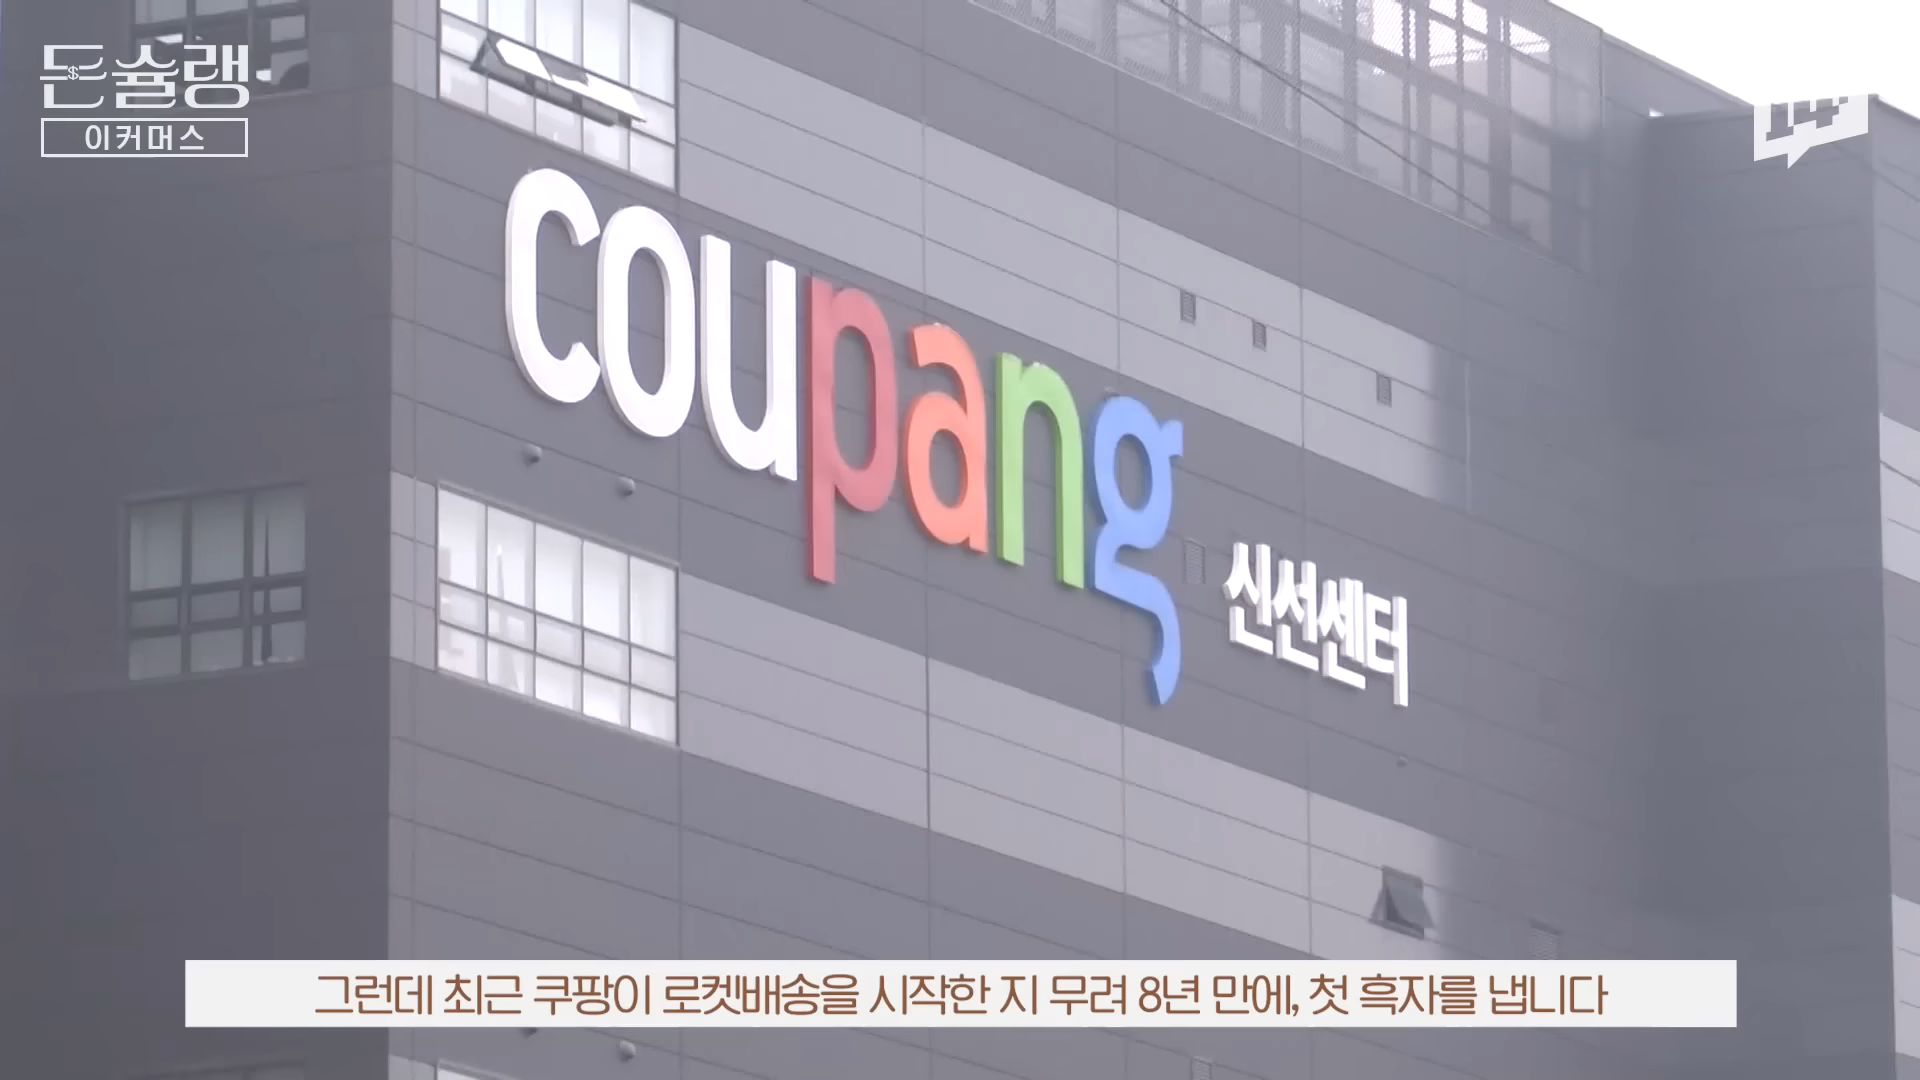 돈슐랭
이커머스
coupang
신선센터
그런데 최근 쿠팡이 로켓배송을 시작한 지 무려 8년 만에, 첫 흑자를 냅니다